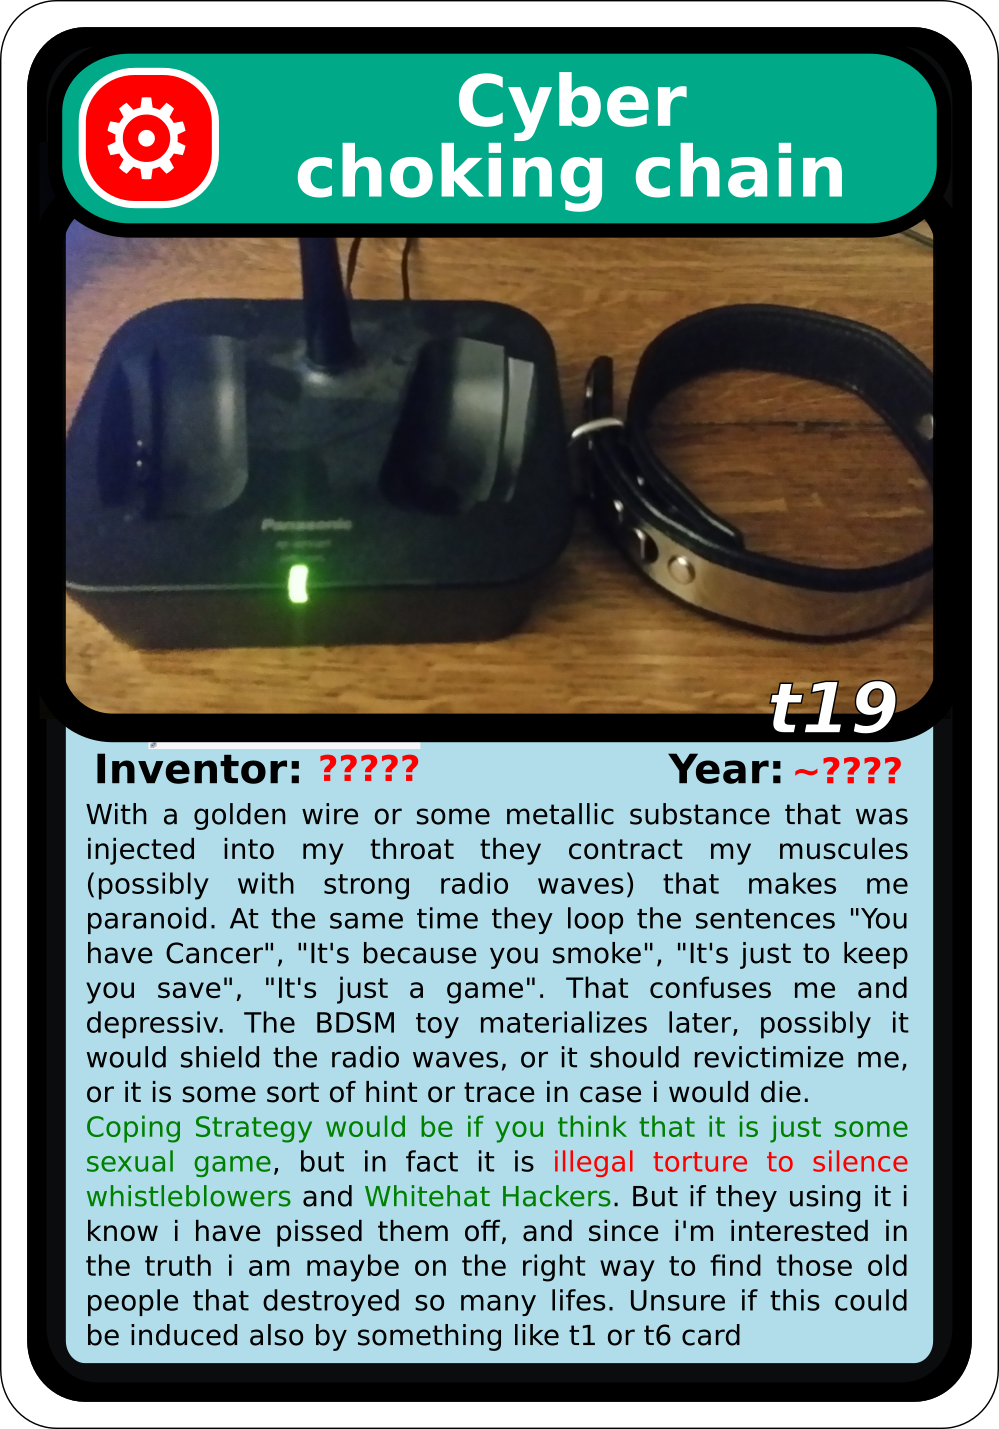 Cyber
choking chain
Panasonic
t19
Inventor: ?????
Year: ~????
With a golden wire or some metallic substance that was
injected into my throat they contract my muscules
(possibly with strong radio waves) that makes me
paranoid. At the same time they loop the sentences "You
have Cancer", "It's because you smoke", "It's just to keep
you save", "It's just a game". That confuses me and
depressiv. The BDSM toy materializes later, possibly it
would shield the radio waves, or it should revictimize me,
or it is some sort of hint or trace in case i would die.
Coping Strategy would be if you think that it is just some
sexual game, but in fact it is illegal torture to silence
whistleblowers and Whitehat Hackers. But if they using it i
know i have pissed them off, and since i'm interested in
the truth i am maybe on the right way to find those old
people that destroyed so many lifes. Unsure if this could
be induced also by something like t1 or t6 card